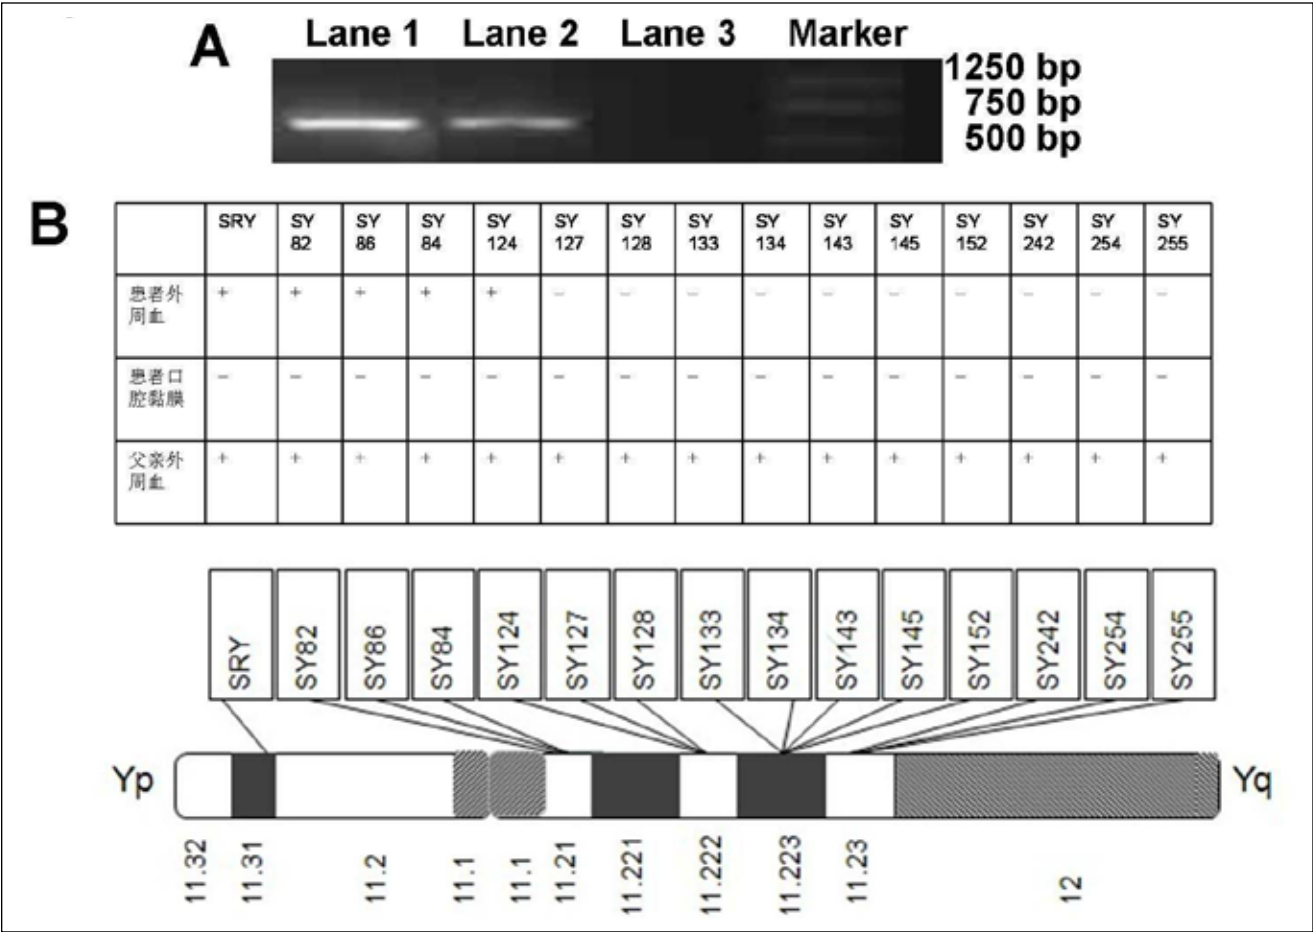 A
Lane 1 Lane 2 Lane 3 Marker
1250 bp
750 bp
500 bp
B
SRY SY 82 SY 86 SY 84 SY 124 SY 127 SY 128 SY 133 SY 134 SY 143 SY 145 SY 152 SY 242 SY 254 SY 255
患者外周血 + + + + + − − − − − − − − − −
患者口腔黏膜 − − − − − − − − − − − − − − −
父亲外周血 + + + + + + + + + + + + + + +
SRY SY82 SY86 SY84 SY124 SY127 SY128 SY133 SY134 SY143 SY145 SY152 SY242 SY254 SY255
Yp Yq
11.32 11.31 11.2 11.1 11.1 11.21 11.221 11.222 11.223 11.23 12